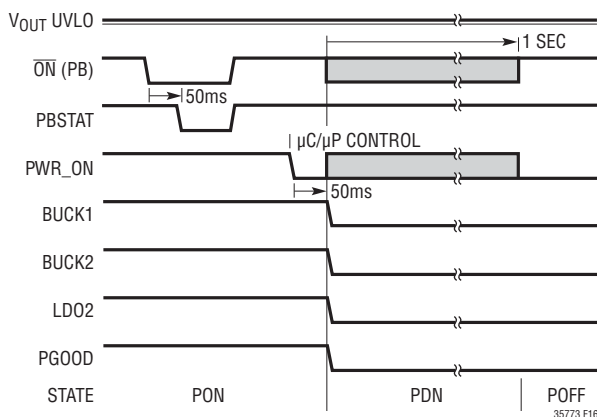 VOUT UVLO
1 SEC
ON (PB)
50ms
PBSTAT
µC/µP CONTROL
PWR_ON
50ms
BUCK1
BUCK2
LDO2
PGOOD
STATE PON PDN POFF
35773 F16